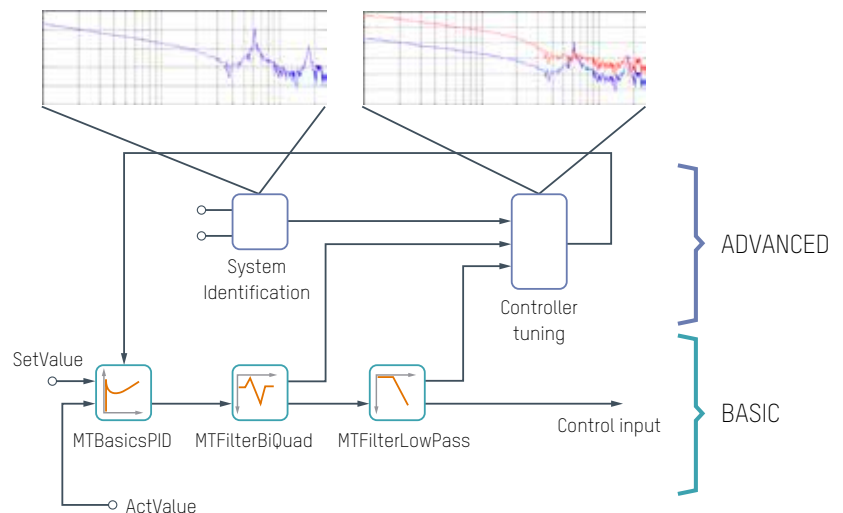 System
Identification
Controller
tuning
ADVANCED
SetValue
MTBasicsPID
MTFilterBiQuad
MTFilterLowPass
Control input
BASIC
ActValue